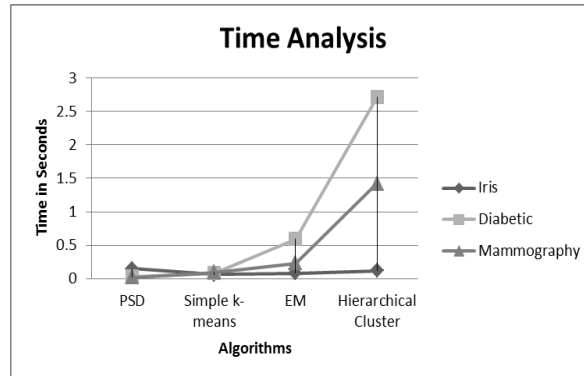 Time Analysis
3
2.5
2
1.5
1
0.5
0
Time in Seconds
PSD
Simple k-
means
EM
Hierarchical
Cluster
Algorithms
Iris
Diabetic
Mammography